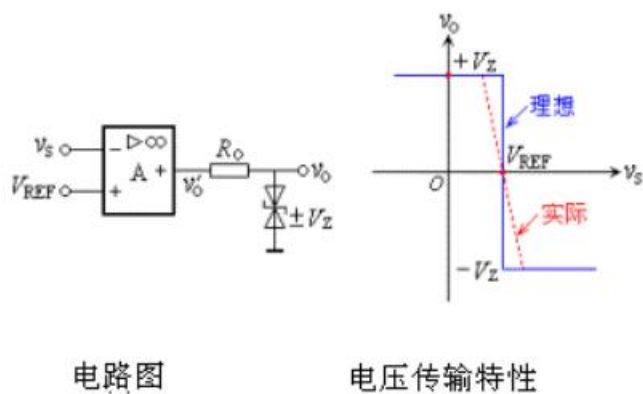 v_S
V_REF
▷∞
−
+
A
+
v′_O
R_O
v_O
±V_Z
v_O
+V_Z
理想
V_REF
O
v_S
实际
−V_Z
电路图
电压传输特性